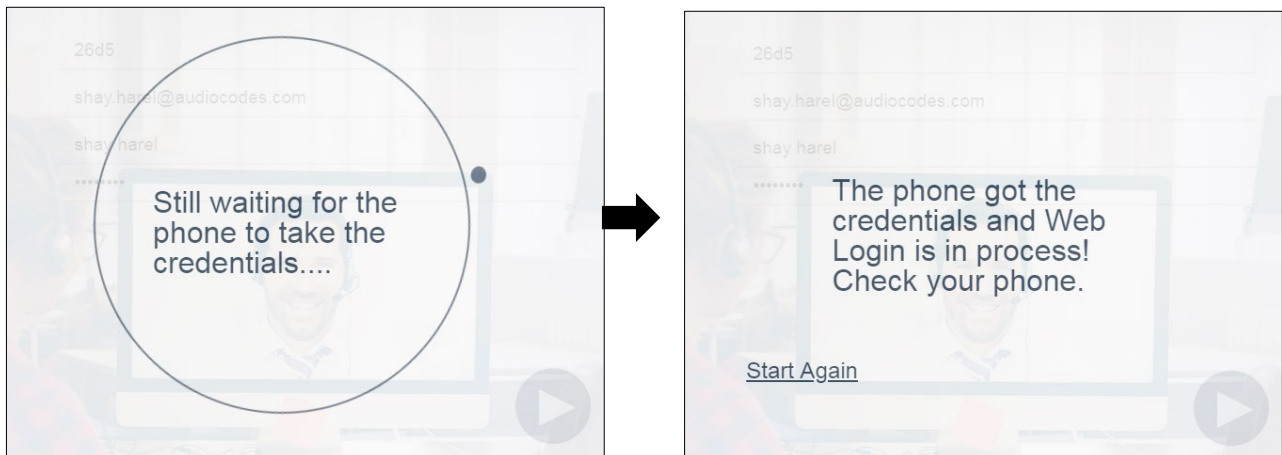 26d5
shay.harel@audiocodes.com
shay harel
••••••••
Still waiting for the
phone to take the
credentials....
26d5
shay.harel@audiocodes.com
shay harel
••••••••
The phone got the
credentials and Web
Login is in process!
Check your phone.
Start Again